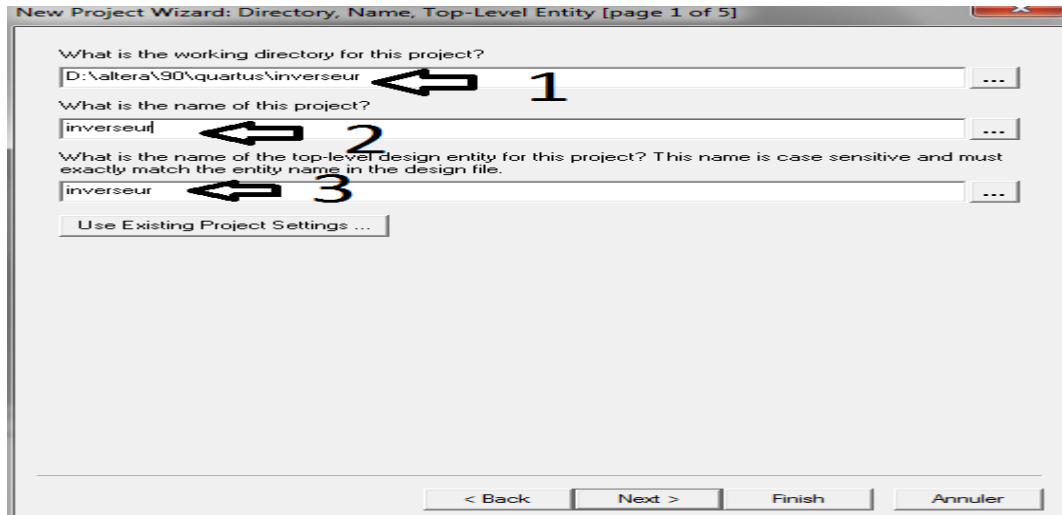 New Project Wizard: Directory, Name, Top-Level Entity [page 1 of 5]
What is the working directory for this project?
D:\altera\90\quartus\inverseur
...
1
What is the name of this project?
inverseur
...
2
What is the name of the top-level design entity for this project? This name is case sensitive and must
exactly match the entity name in the design file.
inverseur
...
3
Use Existing Project Settings ...
< Back Next > Finish Annuler